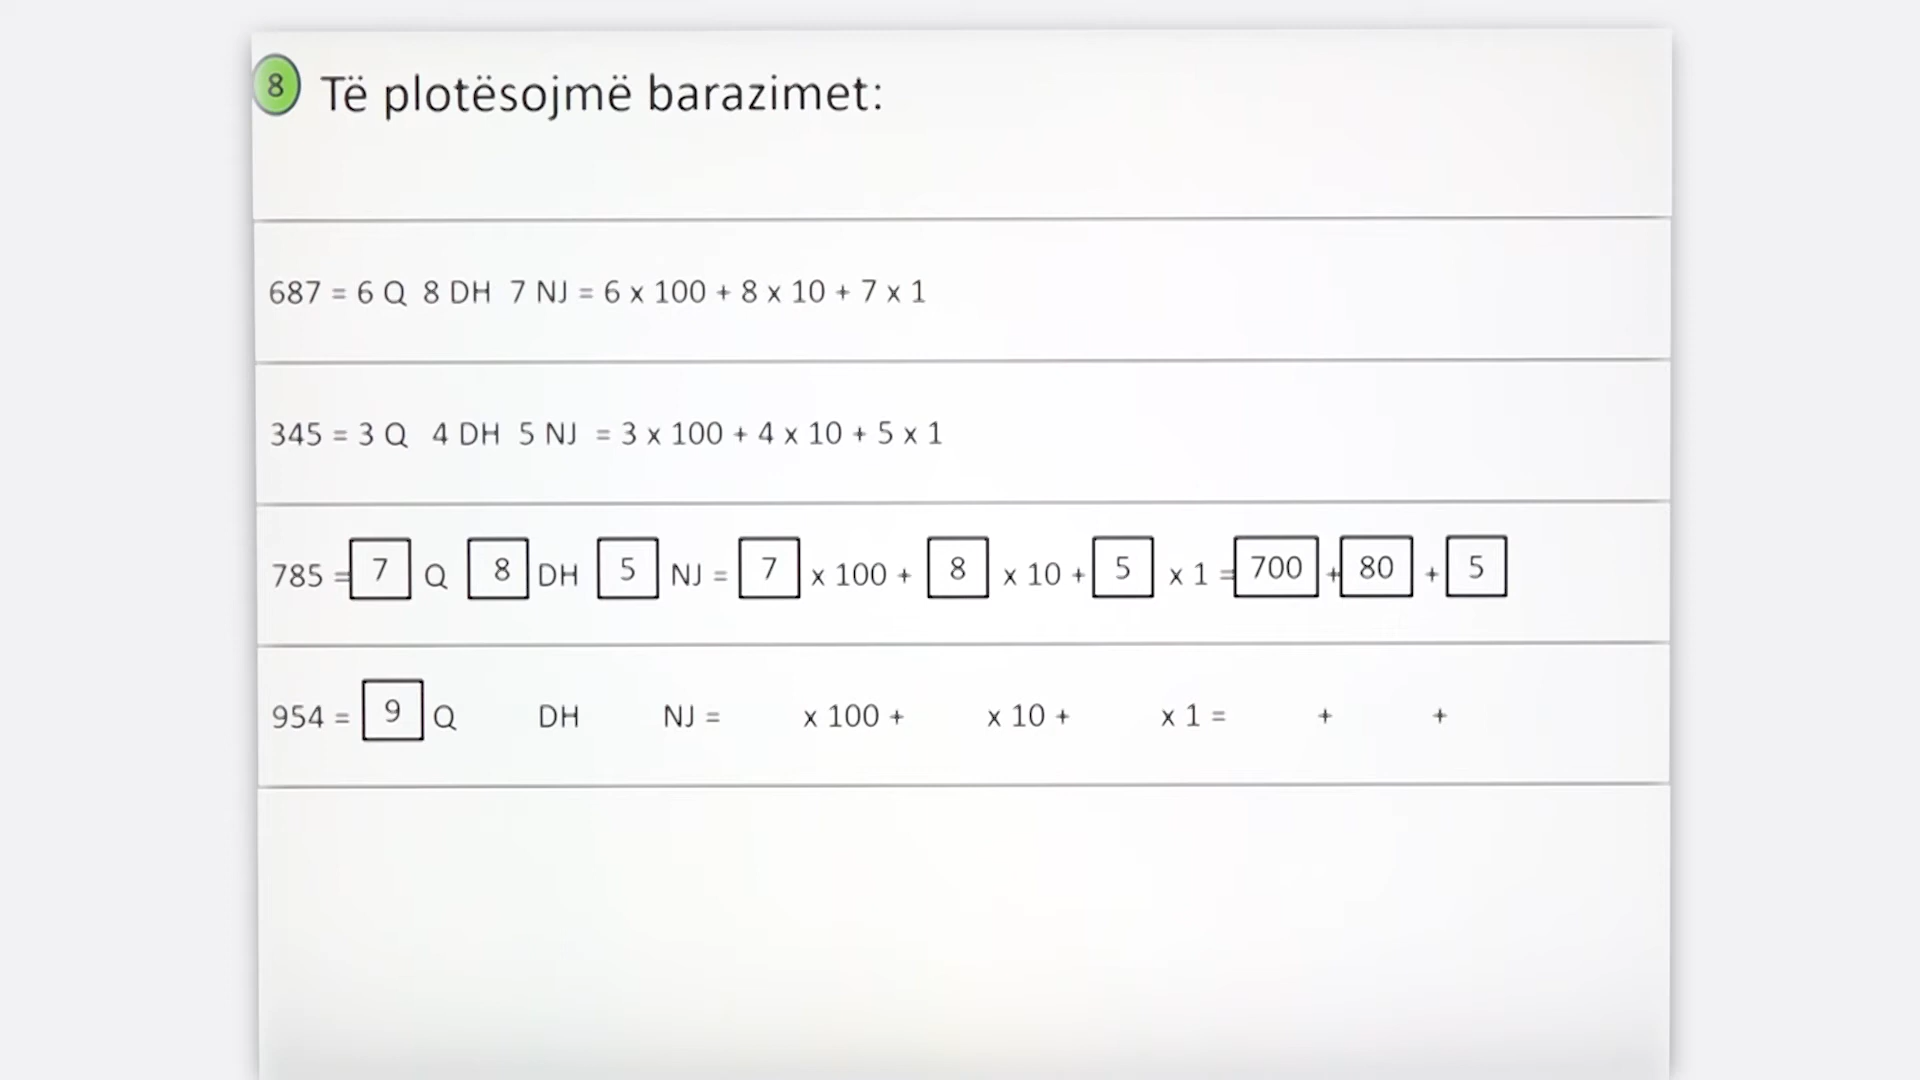 8 Të plotësojmë barazimet:
687 = 6 Q 8 DH 7 NJ = 6 x 100 + 8 x 10 + 7 x 1
345 = 3 Q 4 DH 5 NJ = 3 x 100 + 4 x 10 + 5 x 1
785 = 7 Q 8 DH 5 NJ = 7 x 100 + 8 x 10 + 5 x 1 = 700 + 80 + 5
954 = 9 Q DH NJ = x 100 + x 10 + x 1 = + +